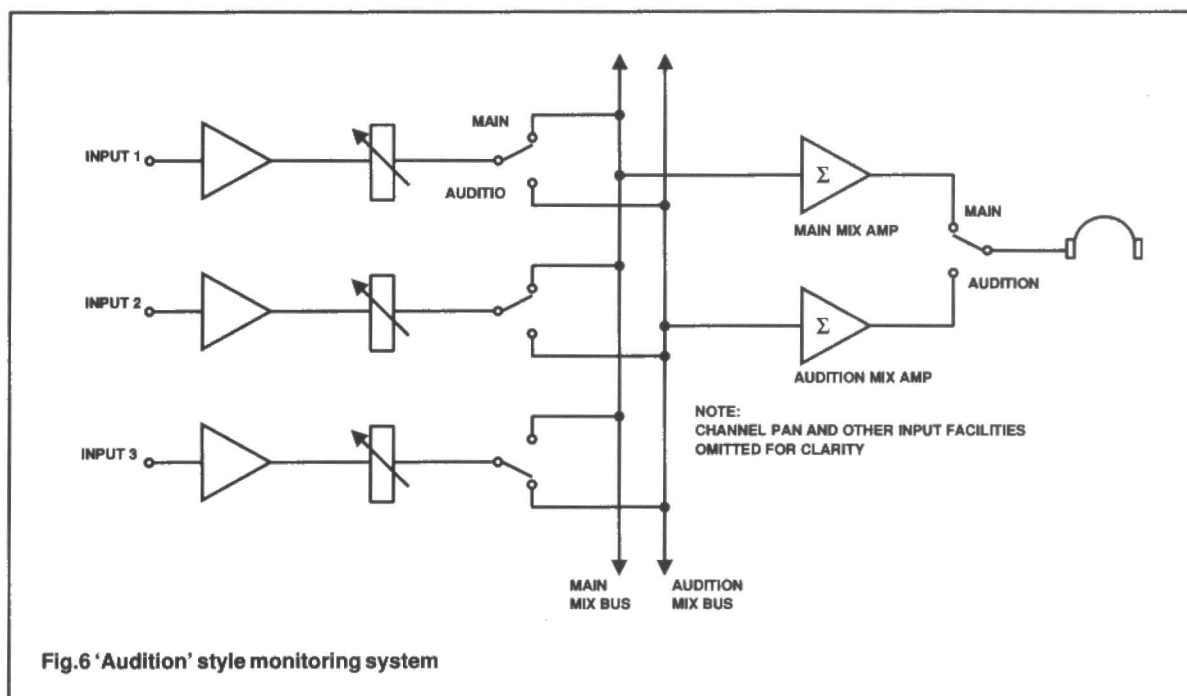 INPUT 1
MAIN
AUDITIO
Σ
MAIN MIX AMP
MAIN
AUDITION
INPUT 2
Σ
AUDITION MIX AMP
NOTE:
CHANNEL PAN AND OTHER INPUT FACILITIES
OMITTED FOR CLARITY
INPUT 3
MAIN
MIX BUS
AUDITION
MIX BUS
Fig.6 ‘Audition’ style monitoring system